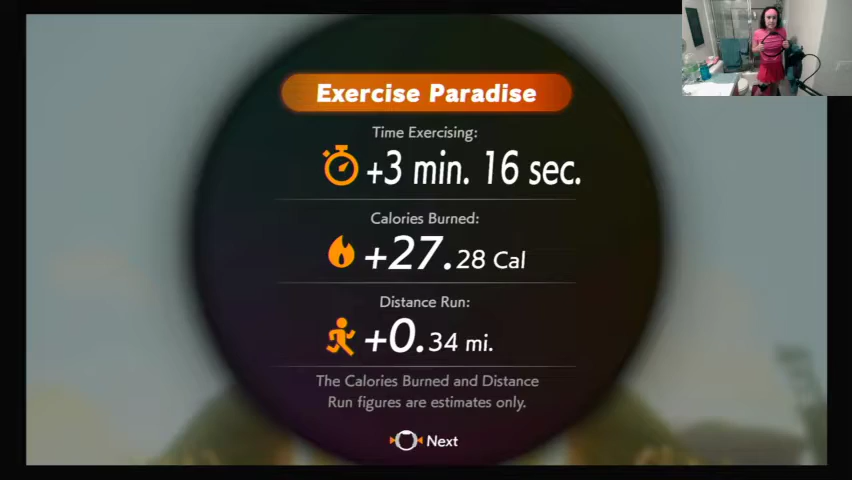 Exercise Paradise
Time Exercising:
+3 min. 16 sec.
Calories Burned:
+27.28 Cal
Distance Run:
+0.34 mi.
The Calories Burned and Distance
Run figures are estimates only.
Next